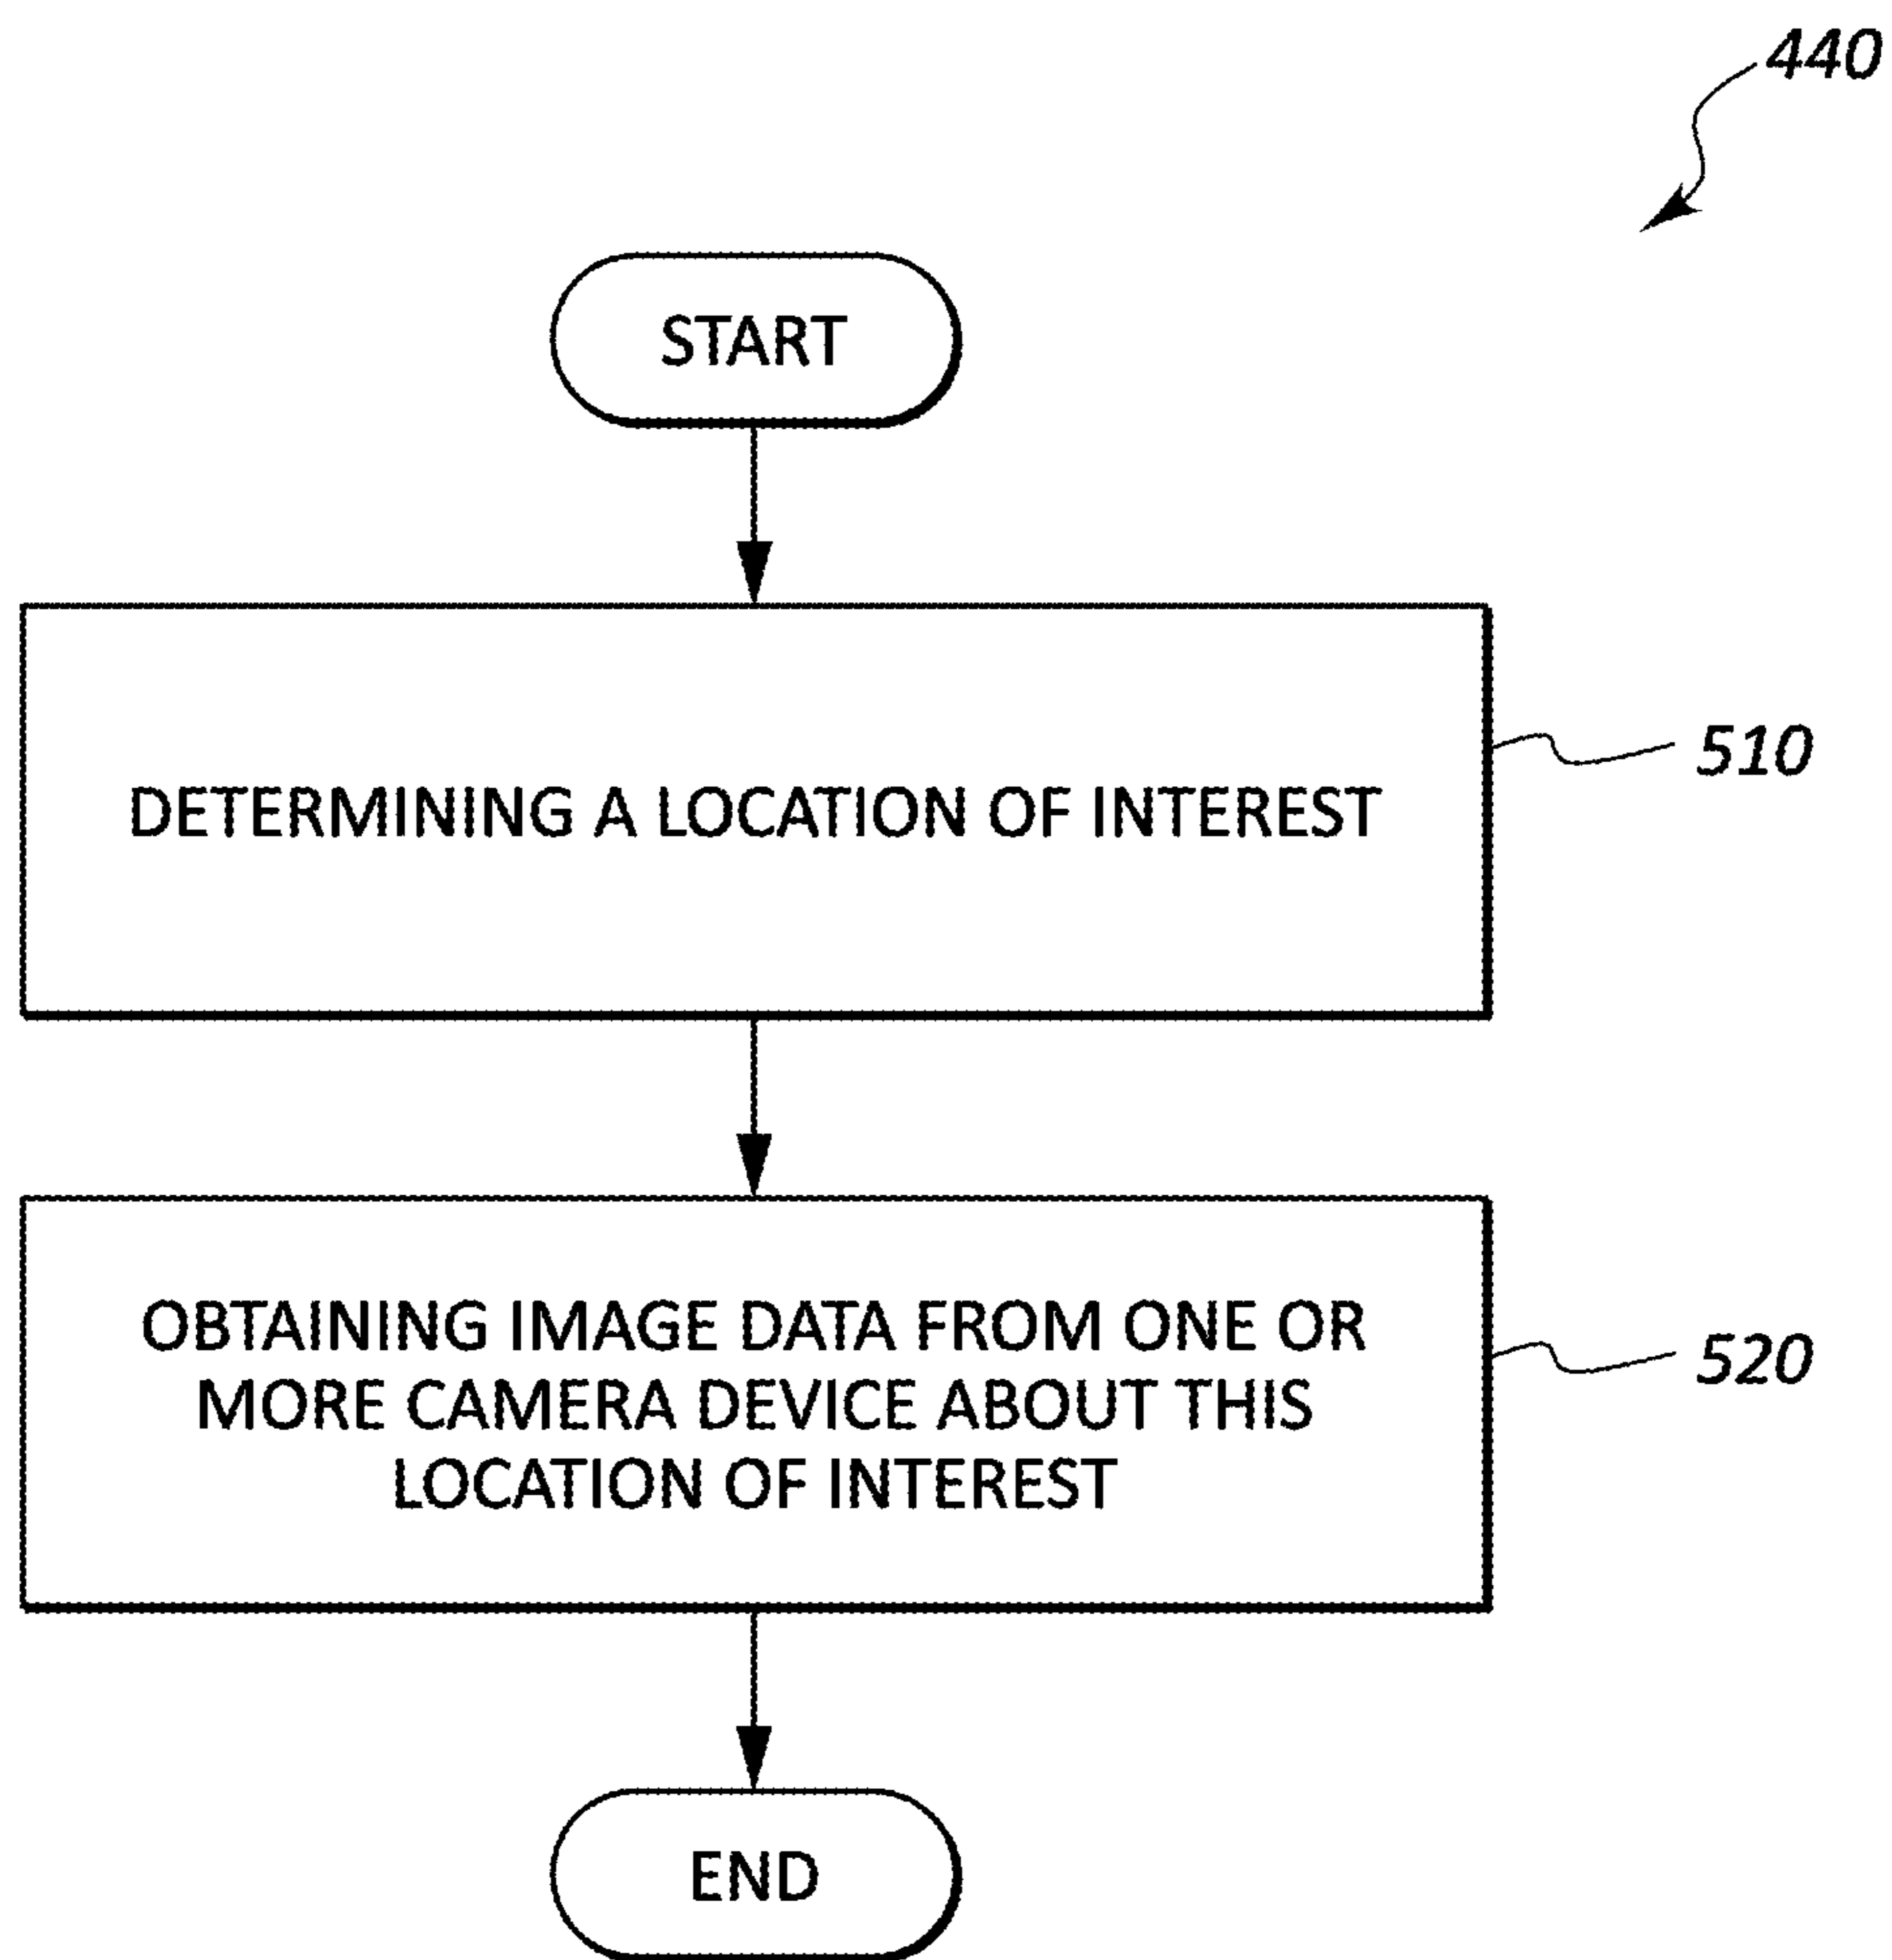 440
START
DETERMINING A LOCATION OF INTEREST
510
OBTAINING IMAGE DATA FROM ONE OR
MORE CAMERA DEVICE ABOUT THIS
LOCATION OF INTEREST
520
END